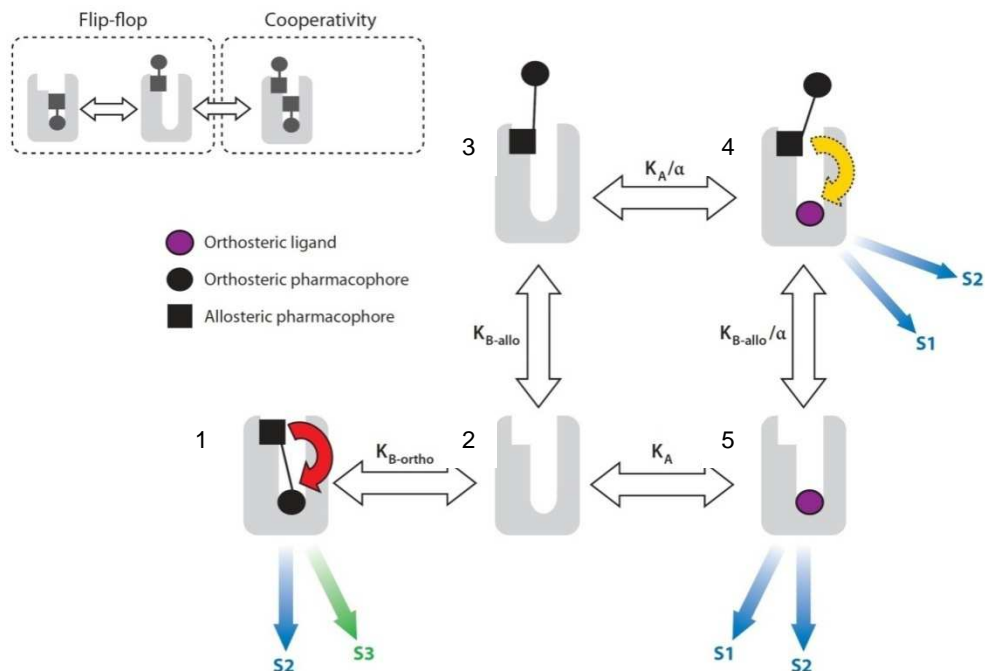 Flip-flop
Cooperativity
3
K_A/α
4
Orthosteric ligand
Orthosteric pharmacophore
Allosteric pharmacophore
S2
S1
K_B-allo
K_B-allo/α
1
K_B-ortho
2
K_A
5
S2
S3
S1
S2